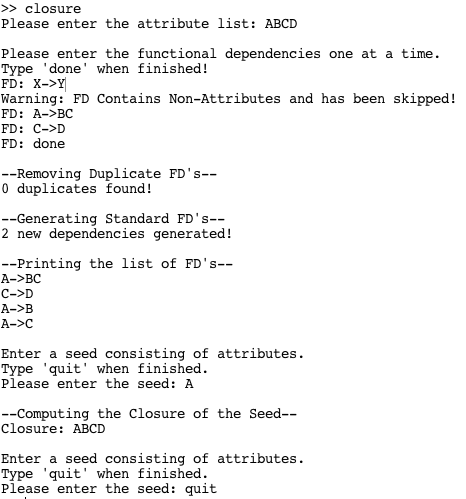 >> closure
Please enter the attribute list: ABCD
Please enter the functional dependencies one at a time.
Type 'done' when finished!
FD: X->Y
Warning: FD Contains Non-Attributes and has been skipped!
FD: A->BC
FD: C->D
FD: done
--Removing Duplicate FD's--
0 duplicates found!
--Generating Standard FD's--
2 new dependencies generated!
--Printing the list of FD's--
A->BC
C->D
A->B
A->C
Enter a seed consisting of attributes.
Type 'quit' when finished.
Please enter the seed: A
--Computing the Closure of the Seed--
Closure: ABCD
Enter a seed consisting of attributes.
Type 'quit' when finished.
Please enter the seed: quit